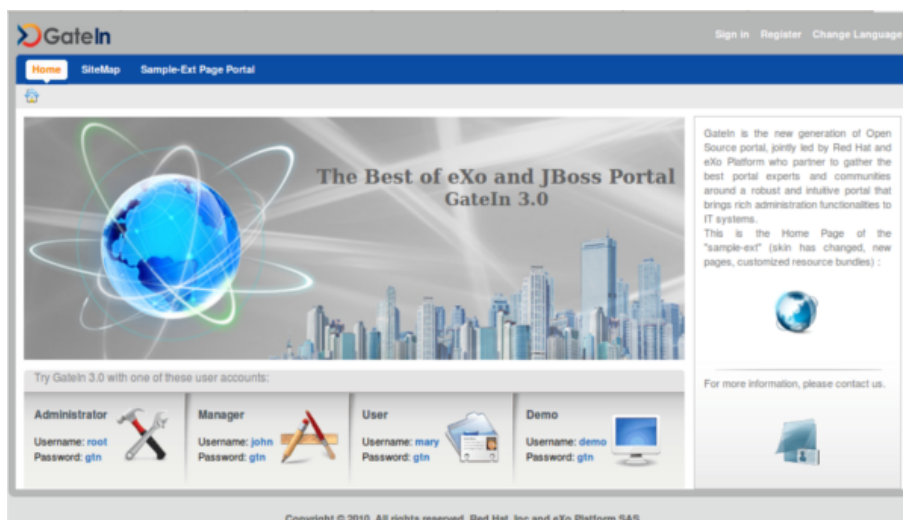 GateIn
Sign in Register Change Language
Home SiteMap Sample-Ext Page Portal
The Best of eXo and JBoss Portal
GateIn 3.0
GateIn is the new generation of Open
Source portal, jointly led by Red Hat and
eXo Platform who partner to gather the
best portal experts and communities
around a robust and intuitive portal that
brings rich administration functionalities to
IT systems.
This is the Home Page of the
"sample-ext" (skin has changed, new
pages, customized resource bundles) :
For more information, please contact us.
Try GateIn 3.0 with one of these user accounts:
Administrator
Username: root
Password: gtn
Manager
Username: john
Password: gtn
User
Username: mary
Password: gtn
Demo
Username: demo
Password: gtn
Copyright © 2010. All rights reserved, Red Hat, Inc and eXo Platform SAS